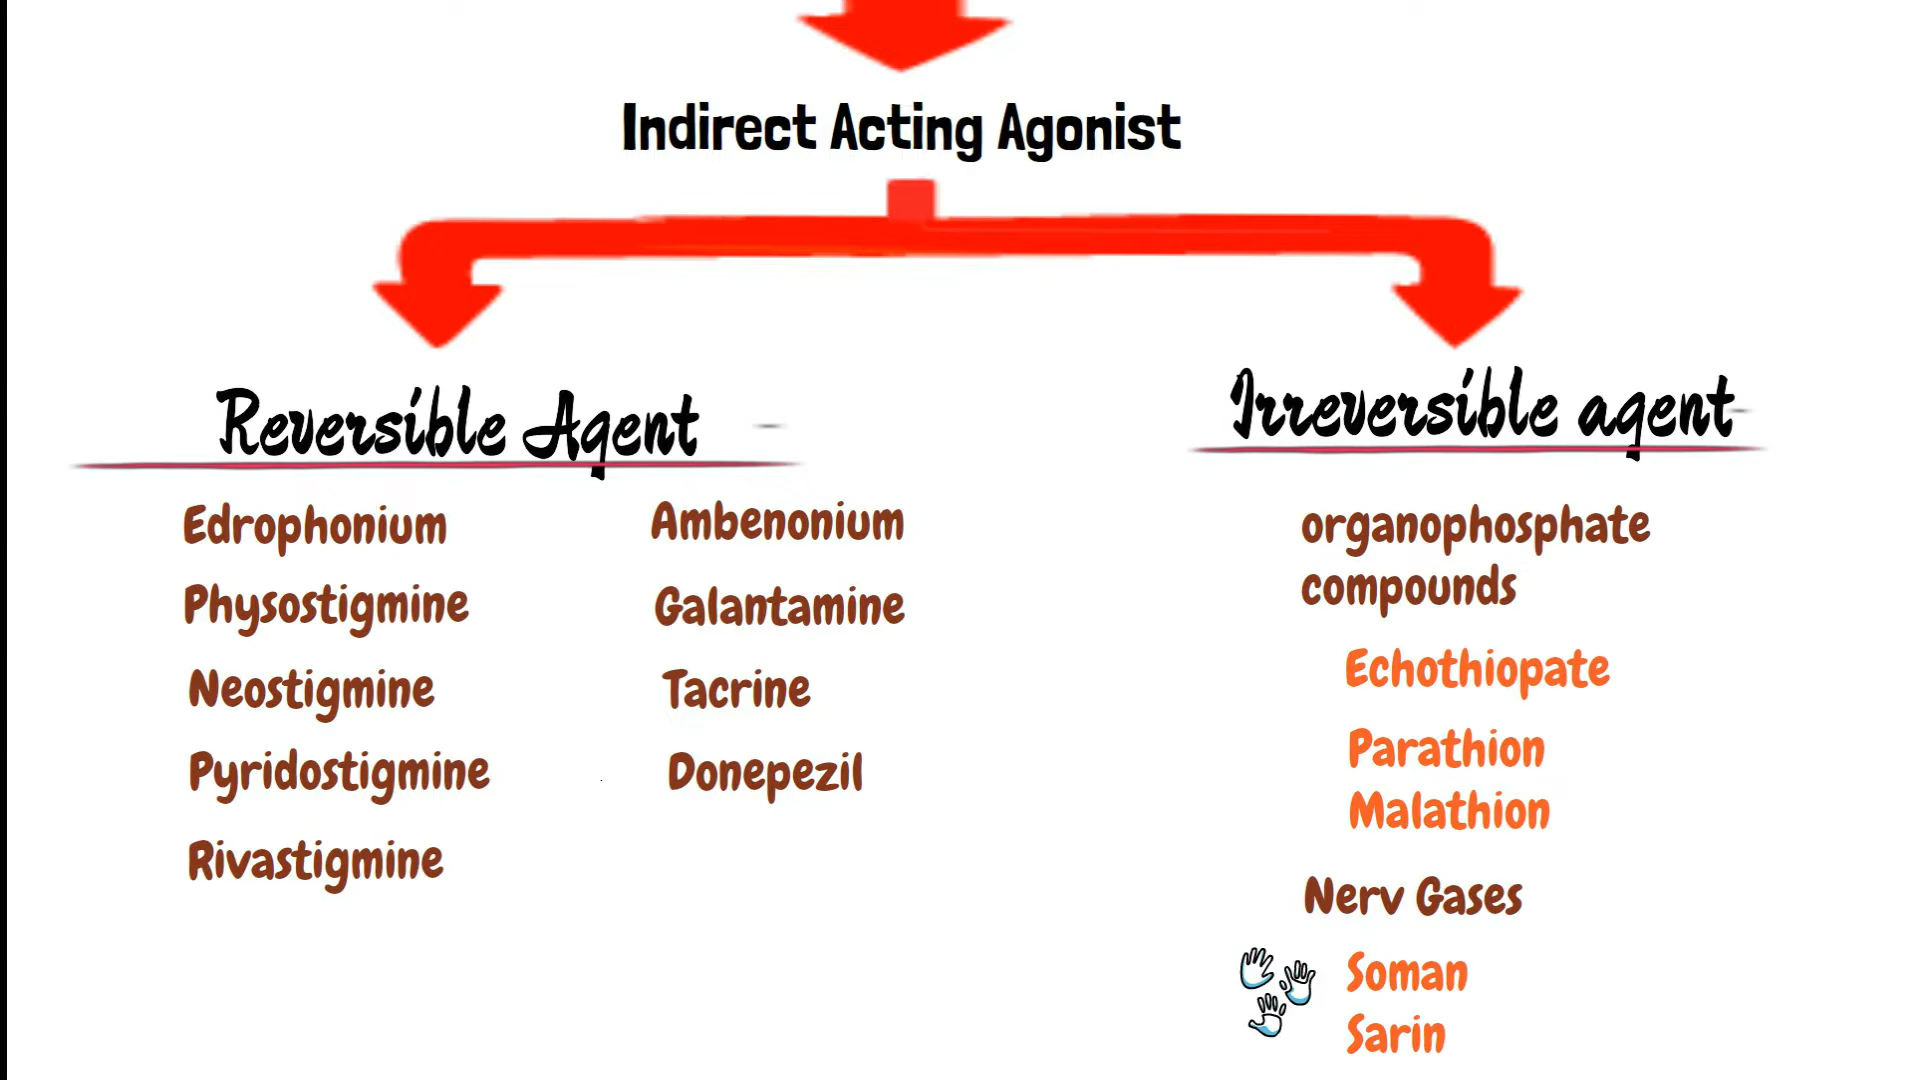 Indirect Acting Agonist
Reversible Agent
Edrophonium
Physostigmine
Neostigmine
Pyridostigmine
Rivastigmine
Ambenonium
Galantamine
Tacrine
Donepezil
Irreversible agent
organophosphate
compounds
Echothiopate
Parathion
Malathion
Nerv Gases
Soman
Sarin